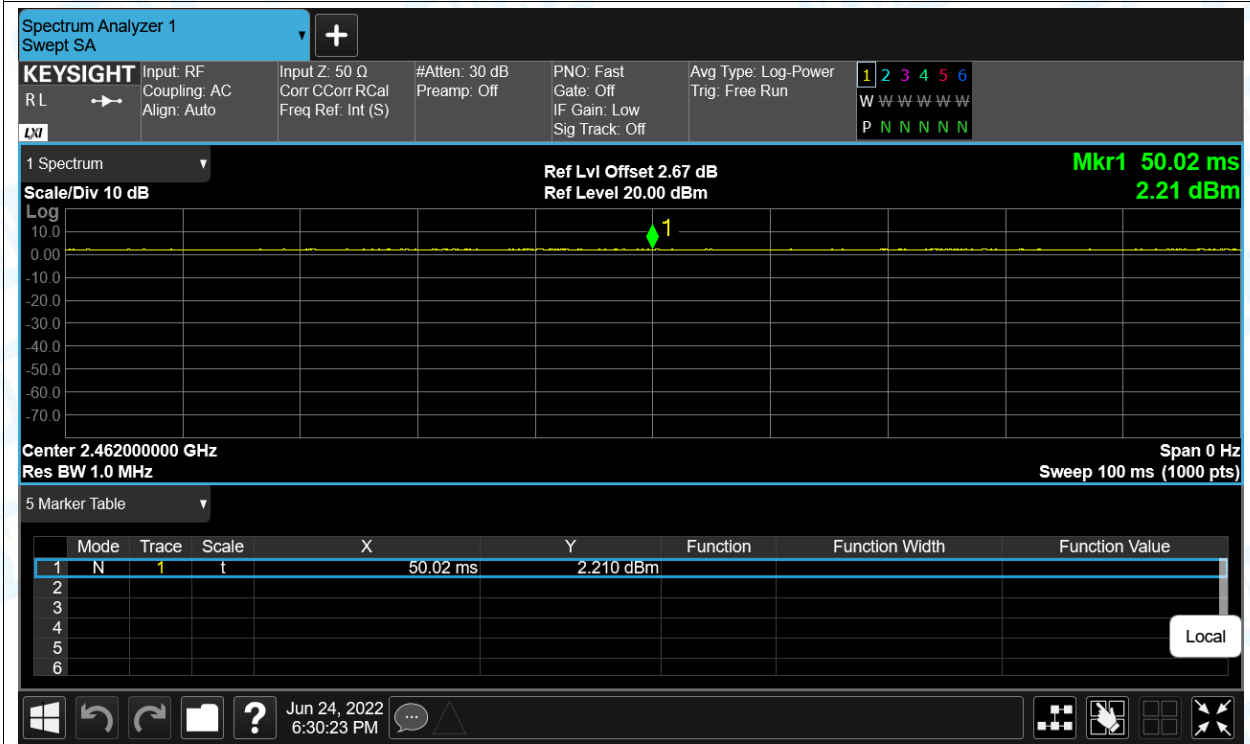 Spectrum Analyzer 1
Swept SA
KEYSIGHT
R L
LXI
Input: RF
Coupling: AC
Align: Auto
Input Z: 50 Ω
Corr CCorr RCal
Freq Ref: Int (S)
#Atten: 30 dB
Preamp: Off
PNO: Fast
Gate: Off
IF Gain: Low
Sig Track: Off
Avg Type: Log-Power
Trig: Free Run
1 2 3 4 5 6
W W W W W W
P N N N N N
1 Spectrum
Scale/Div 10 dB
Ref Lvl Offset 2.67 dB
Ref Level 20.00 dBm
Mkr1 50.02 ms
2.21 dBm
Log
1
10.0
0.00
-10.0
-20.0
-30.0
-40.0
-50.0
-60.0
-70.0
Center 2.462000000 GHz
Res BW 1.0 MHz
Span 0 Hz
Sweep 100 ms (1000 pts)
5 Marker Table
Mode Trace Scale X Y Function Function Width Function Value
1 N 1 t 50.02 ms 2.210 dBm
2
3
4
5
6
Local
?
Jun 24, 2022
6:30:23 PM